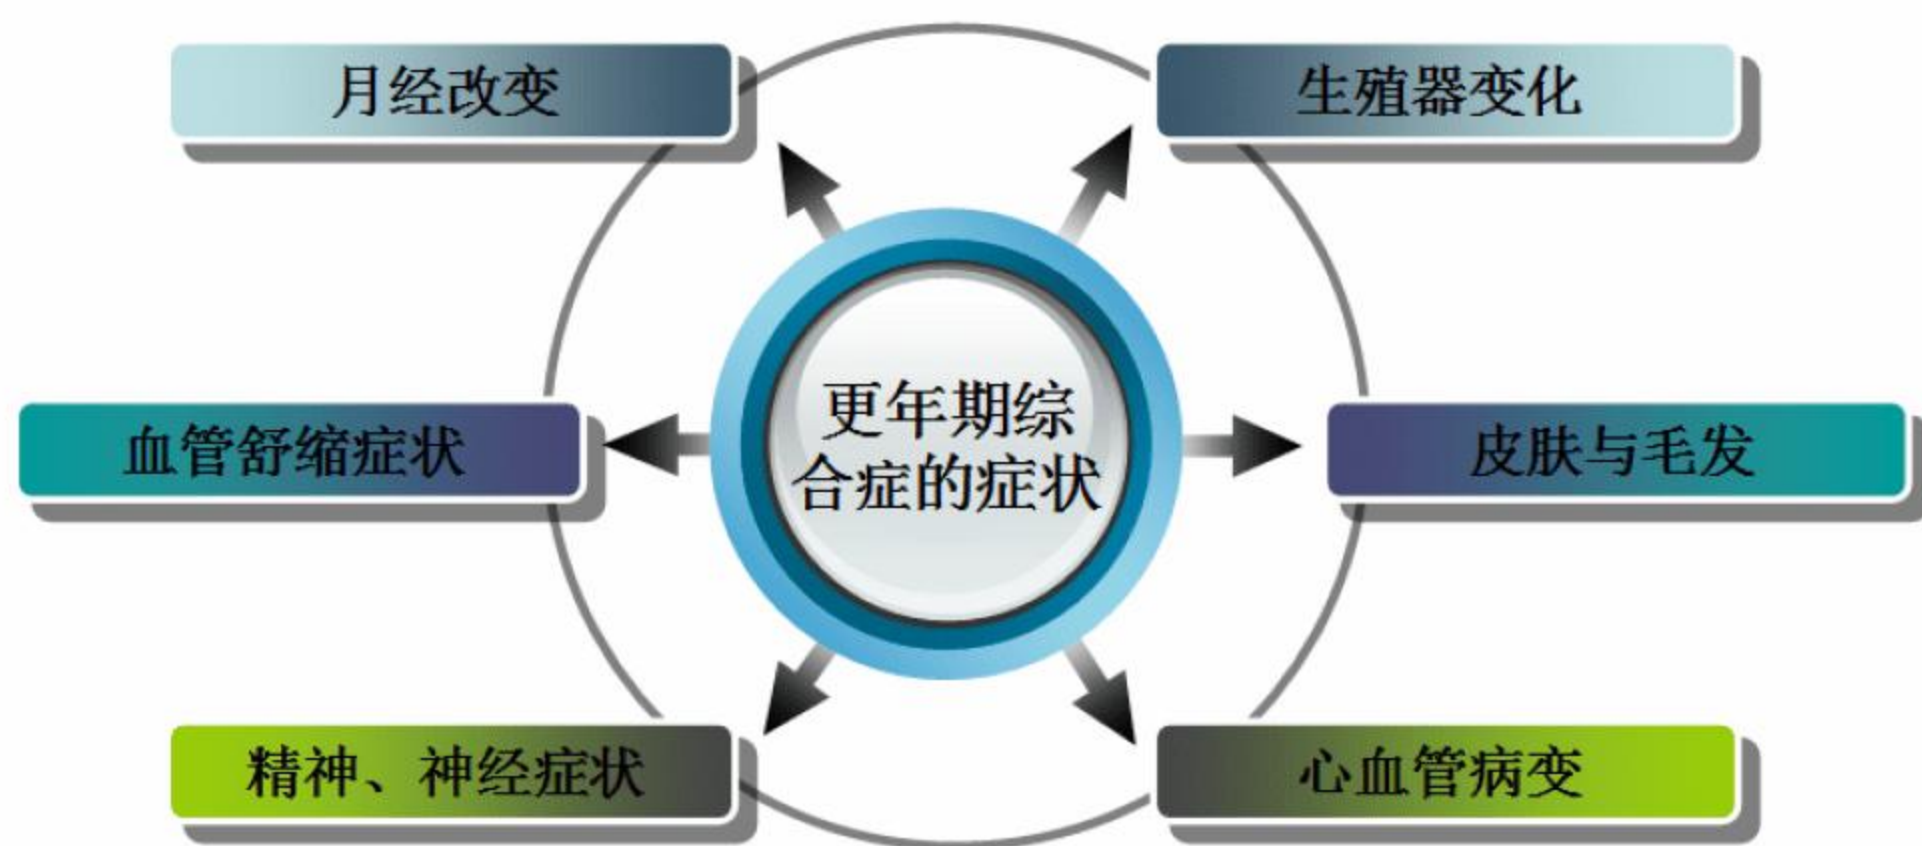 月经改变
生殖器变化
血管舒缩症状
更年期综
合症的症状
皮肤与毛发
精神、神经症状
心血管病变